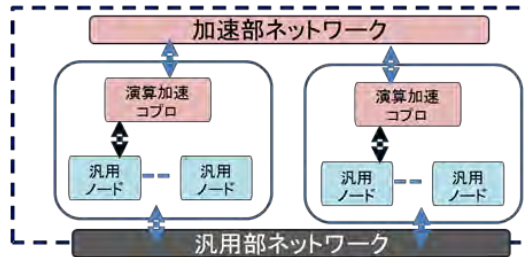 加速部ネットワーク
演算加速
コプロ
演算加速
コプロ
汎用
ノード
汎用
ノード
汎用
ノード
汎用
ノード
汎用部ネットワーク